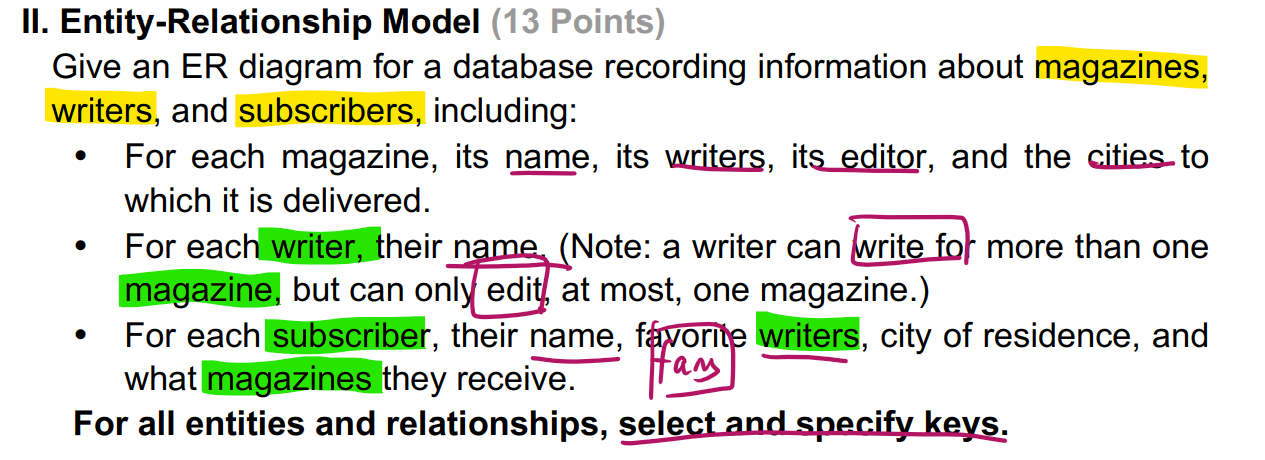 II. Entity-Relationship Model (13 Points)
Give an ER diagram for a database recording information about magazines,
writers, and subscribers, including:
• For each magazine, its name, its writers, its editor, and the cities to
which it is delivered.
• For each writer, their name. (Note: a writer can write for more than one
magazine, but can only edit, at most, one magazine.)
• For each subscriber, their name, favorite writers, city of residence, and
fans
what magazines they receive.
For all entities and relationships, select and specify keys.